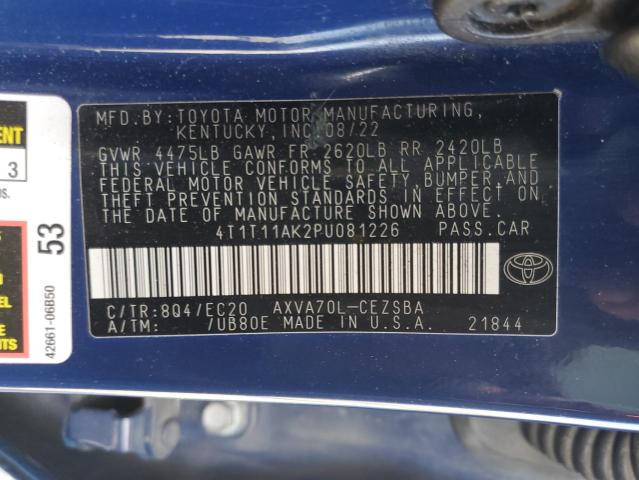 MFD.BY:TOYOTA MOTOR MANUFACTURING,
KENTUCKY,INC. 08/22
GVWR 4475LB GAWR FR 2620LB RR 2420LB
THIS VEHICLE CONFORMS TO ALL APPLICABLE
FEDERAL MOTOR VEHICLE SAFETY, BUMPER, AND
THEFT PREVENTION STANDARDS IN EFFECT ON
THE DATE OF MANUFACTURE SHOWN ABOVE.
4T1T11AK2PU081226 PASS.CAR
C/TR:8Q4/EC20 AXVA70L-CEZSBA
A/TM: /UB80E MADE IN U.S.A. 21844
TOYOTA
3
53
42661-06B50